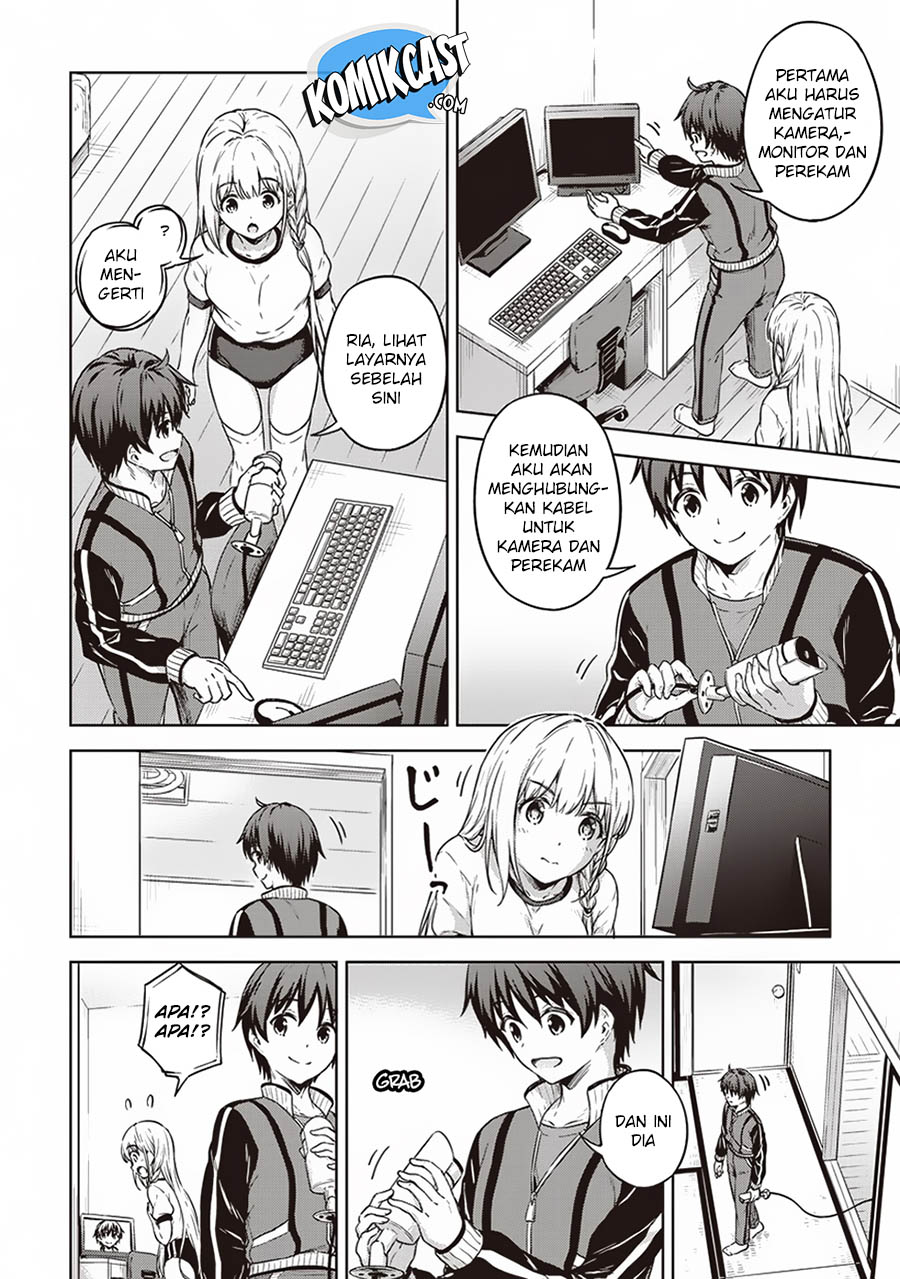 KOMIKCAST
.COM
PERTAMA
AKU HARUS
MENGATUR
KAMERA,-
MONITOR DAN
PEREKAM
?
AKU
MEN-
GERTI
RIA, LIHAT
LAYARNYA
SEBELAH
SINI
KEMUDIAN
AKU AKAN
MENGHUBUNG-
KAN KABEL
UNTUK
KAMERA DAN
PEREKAM
じーっ
APA!?
APA!?
GRAB
DAN INI
DIA